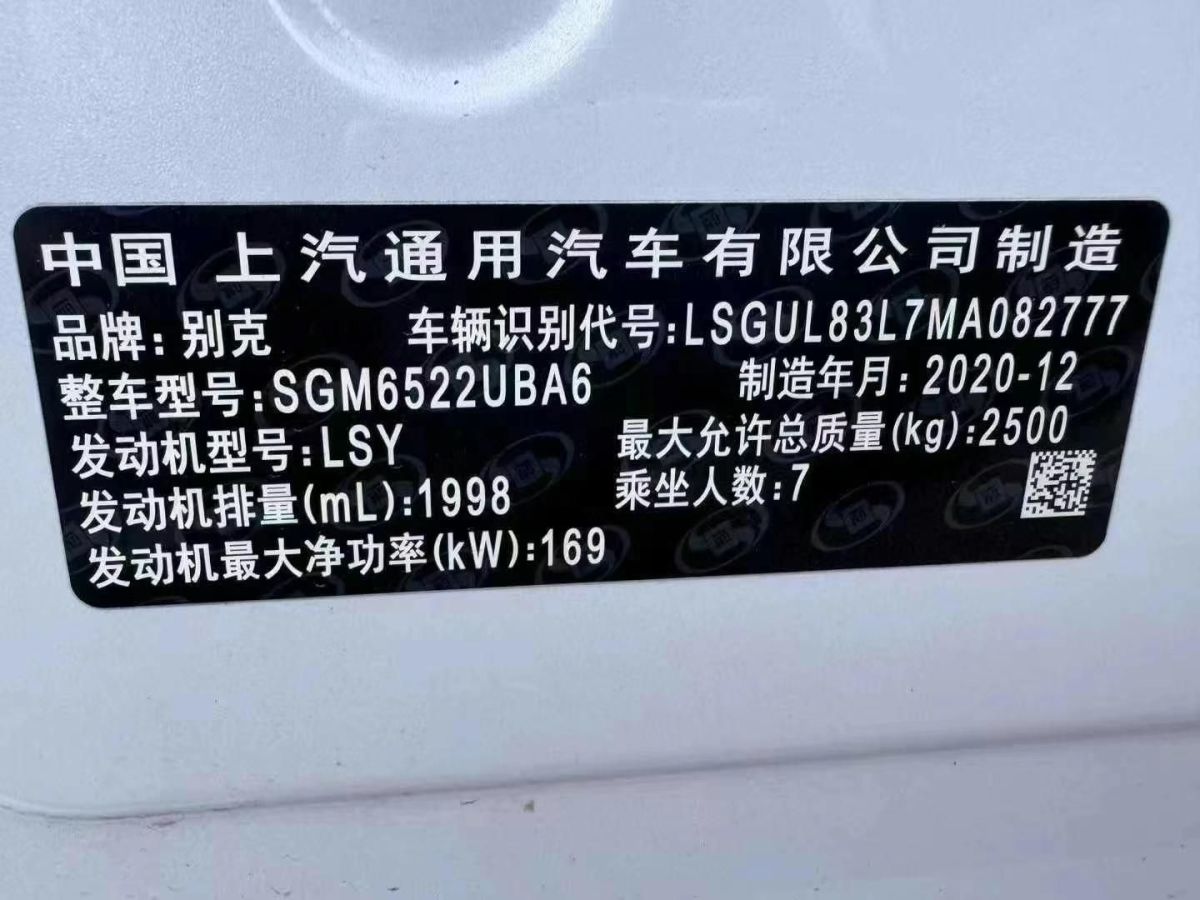 中国 上汽通用汽车有限公司制造
品牌: 别克 车辆识别代号:LSGUL83L7MA082777
整车型号:SGM6522UBA6 制造年月: 2020-12
发动机型号:LSY 最大允许总质量(kg):2500
发动机排量(mL):1998 乘坐人数:7
发动机最大净功率(kW):169